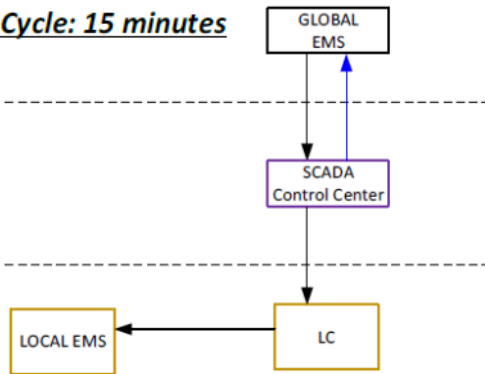 Cycle: 15 minutes
GLOBAL
EMS
SCADA
Control Center
LOCAL EMS
LC